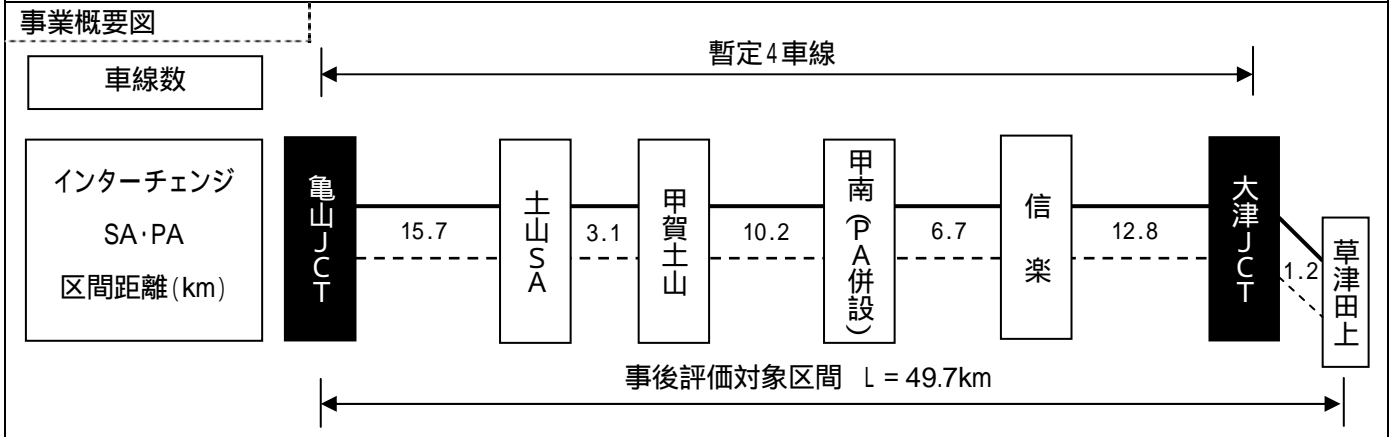 事業概要図
暫定4車線
車線数
インターチェンジ
SA・PA
区間距離(km)
亀山JCT
15.7
土山SA
3.1
甲賀土山
10.2
甲南(PA併設)
6.7
信楽
12.8
大津JCT
1.2
草津田上
事後評価対象区間 L=49.7km